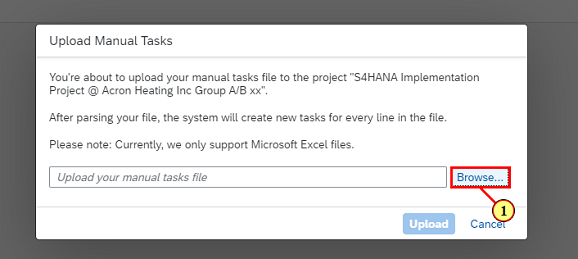 Upload Manual Tasks
You're about to upload your manual tasks file to the project "S4HANA Implementation
Project @ Acron Heating Inc Group A/B xx".
After parsing your file, the system will create new tasks for every line in the file.
Please note: Currently, we only support Microsoft Excel files.
Upload your manual tasks file Browse...
1
Upload Cancel